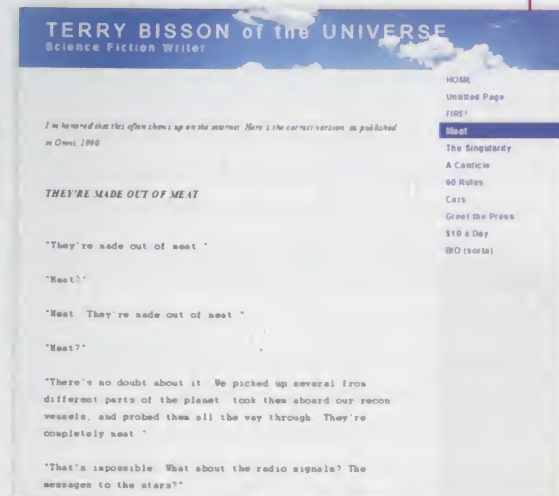 TERRY BISSON of the UNIVERSE
Science Fiction Writer
HOME
Untitled Page
FIRE!
Meat
The Singularity
A Canticle
60 Rules
Cars
Greet the Press
$10 a Day
BIO (sorta)
I'm honored that this often shows up on the internet. Here's the correct version, as published
in Omni, 1990.
THEY'RE MADE OUT OF MEAT
"They're made out of meat."
"Meat?"
"Meat. They're made out of meat."
"Meat?"
"There's no doubt about it. We picked up several from
different parts of the planet, took them aboard our recon
vessels, and probed them all the way through. They're
completely meat."
"That's impossible. What about the radio signals? The
messages to the stars?"